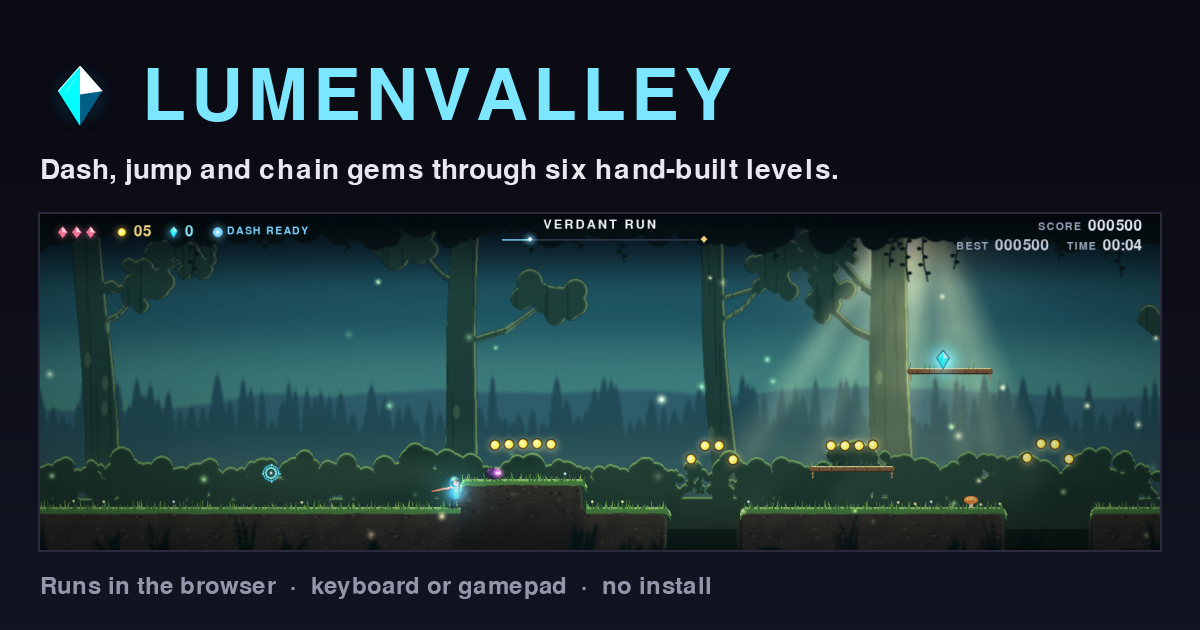 LUMENVALLEY
Dash, jump and chain gems through six hand-built levels.
05 0 DASH READY
VERDANT RUN
SCORE 000500
BEST 000500 TIME 00:04
Runs in the browser · keyboard or gamepad · no install